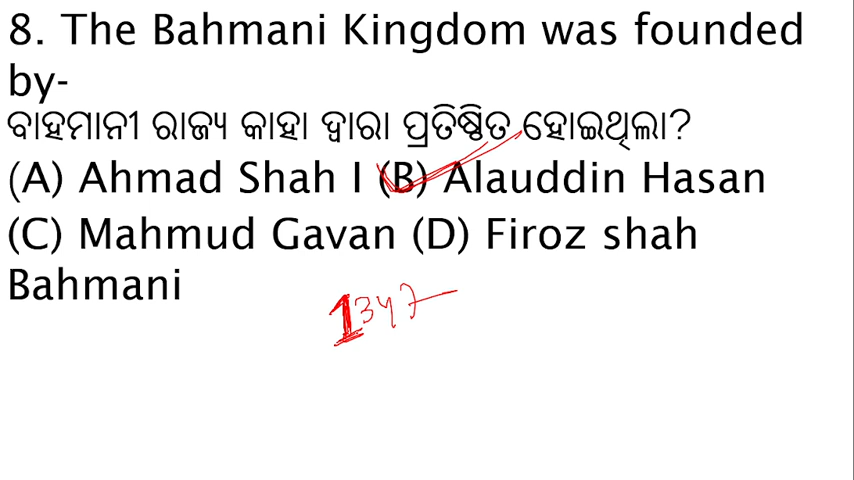 8. The Bahmani Kingdom was founded
by-
ବାହମାନୀ ରାଜ୍ୟ କାହା ଦ୍ୱାରା ପ୍ରତିଷ୍ଠିତ ହୋଇଥିଲା?
(A) Ahmad Shah I (B) Alauddin Hasan
(C) Mahmud Gavan (D) Firoz shah
Bahmani
1347